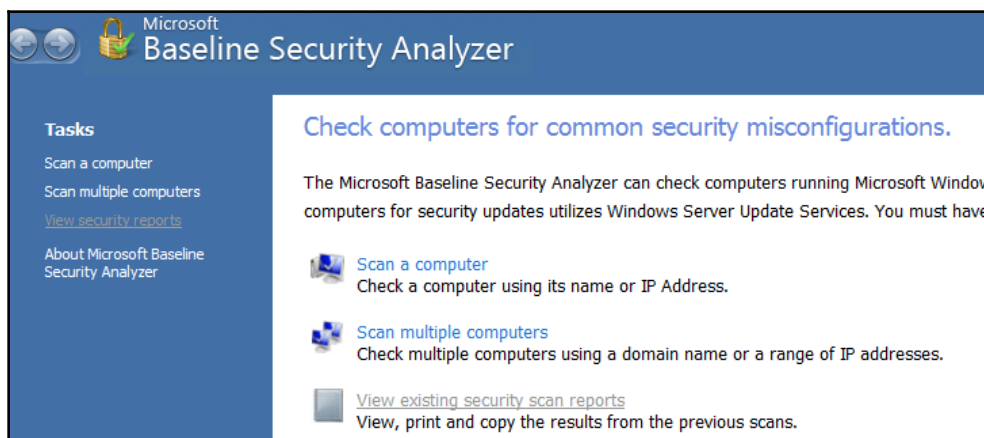 Microsoft
Baseline Security Analyzer
Tasks
Scan a computer
Scan multiple computers
View security reports
About Microsoft Baseline
Security Analyzer
Check computers for common security misconfigurations.
The Microsoft Baseline Security Analyzer can check computers running Microsoft Window
computers for security updates utilizes Windows Server Update Services. You must have
Scan a computer
Check a computer using its name or IP Address.
Scan multiple computers
Check multiple computers using a domain name or a range of IP addresses.
View existing security scan reports
View, print and copy the results from the previous scans.